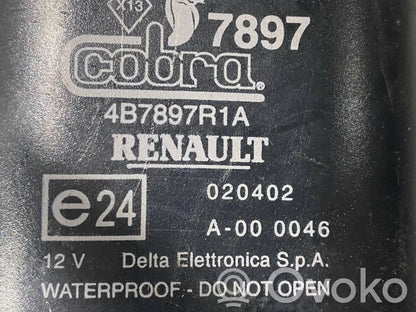 X13
7897
cobra®
4B7897R1A
RENAULT
e24
020402
A-00 0046
12 V Delta Elettronica S.p.A.
WATERPROOF - DO NOT OPEN
Ovoko